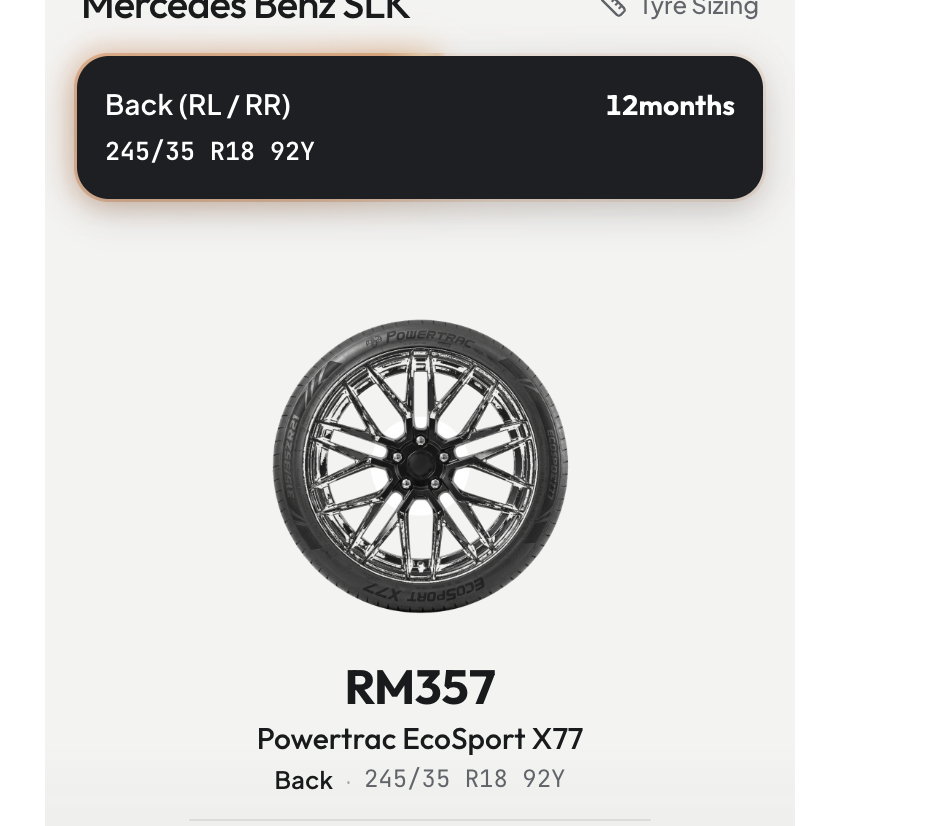 Mercedes Benz SLK
Tyre Sizing
Back (RL / RR)
12months
245/35 R18 92Y
POWERTRAC
ECOSPORT X77
RM357
Powertrac EcoSport X77
Back · 245/35 R18 92Y